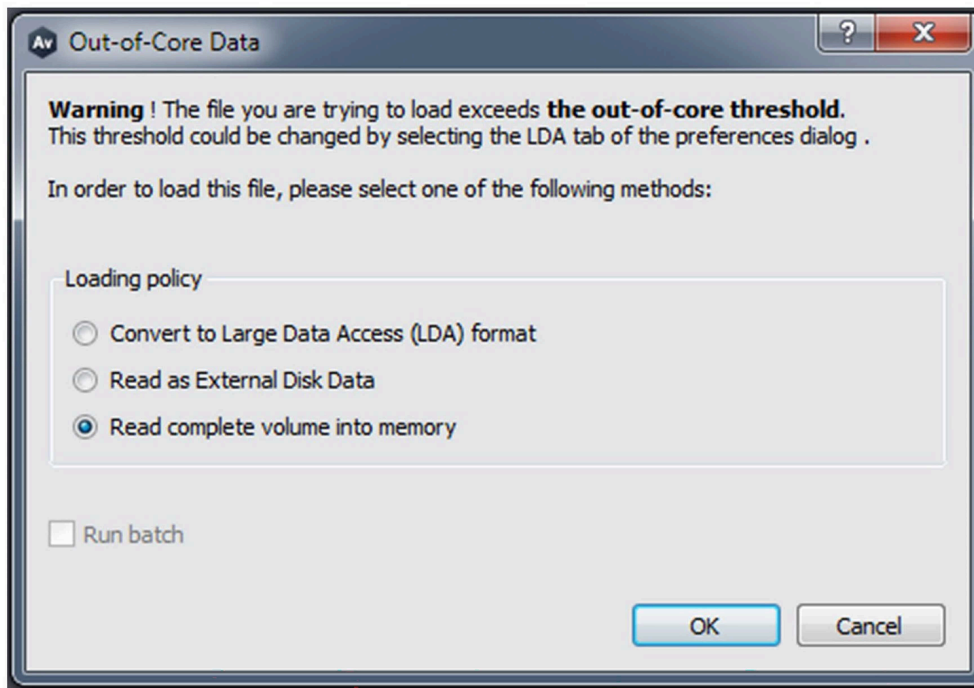 Av Out-of-Core Data
Warning ! The file you are trying to load exceeds the out-of-core threshold.
This threshold could be changed by selecting the LDA tab of the preferences dialog .
In order to load this file, please select one of the following methods:
Loading policy
Convert to Large Data Access (LDA) format
Read as External Disk Data
Read complete volume into memory
Run batch
OK Cancel